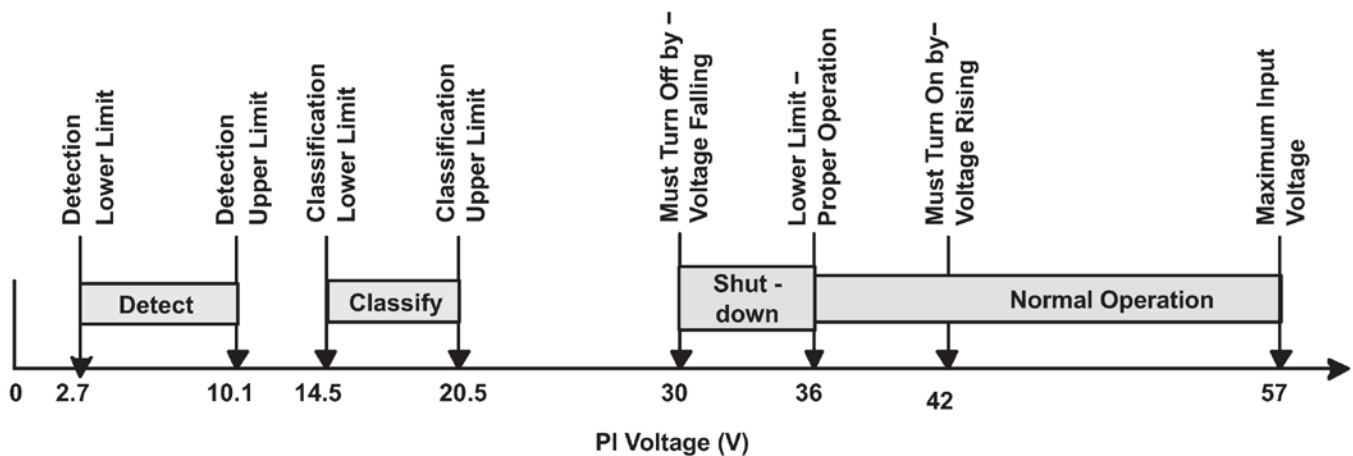 Detection
Lower Limit
Detection
Upper Limit
Classification
Lower Limit
Classification
Upper Limit
Must Turn Off by –
Voltage Falling
Lower Limit –
Proper Operation
Must Turn On by–
Voltage Rising
Maximum Input
Voltage
Detect
Classify
Shut -
down
Normal Operation
0 2.7 10.1 14.5 20.5 30 36 42 57
PI Voltage (V)